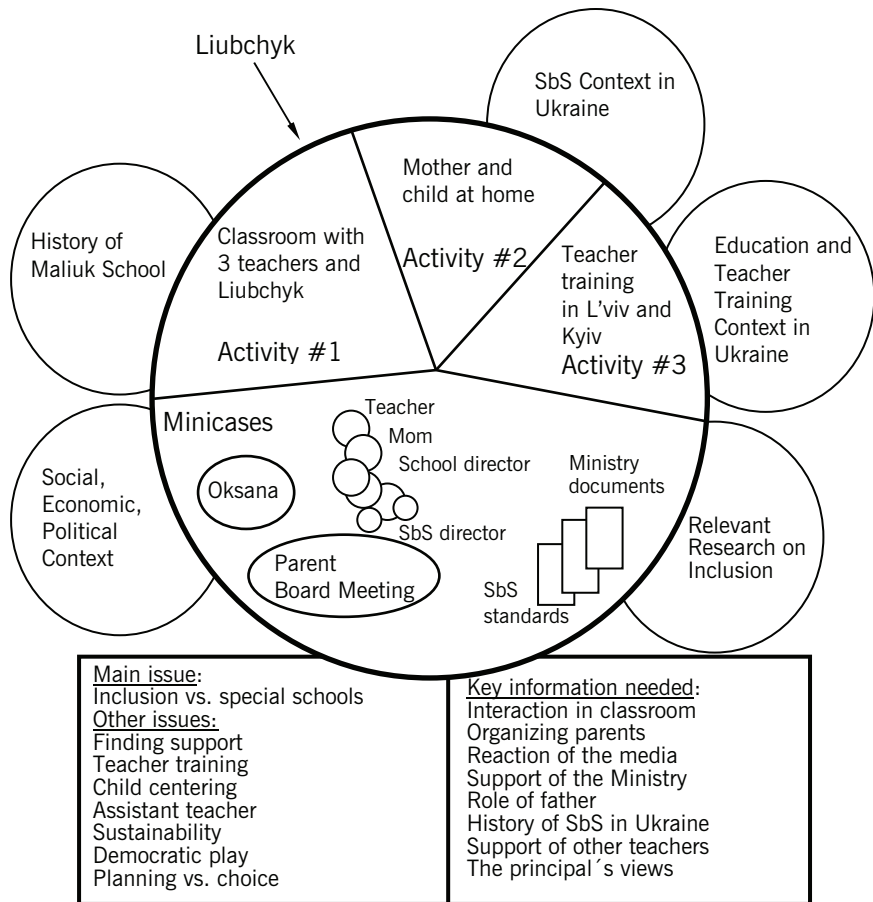 Liubchyk
SbS Context in
Ukraine
Mother and
child at home
Activity #2
History of
Maliuk School
Classroom with
3 teachers and
Liubchyk
Activity #1
Teacher
training
in L'viv and
Kyiv
Activity #3
Education and
Teacher
Training
Context in
Ukraine
Minicases
Teacher
Mom
School director
SbS director
Oksana
Parent
Board Meeting
Ministry
documents
SbS
standards
Social,
Economic,
Political
Context
Relevant
Research on
Inclusion
Main issue:
Inclusion vs. special schools
Other issues:
Finding support
Teacher training
Child centering
Assistant teacher
Sustainability
Democratic play
Planning vs. choice
Key information needed:
Interaction in classroom
Organizing parents
Reaction of the media
Support of the Ministry
Role of father
History of SbS in Ukraine
Support of other teachers
The principal´s views